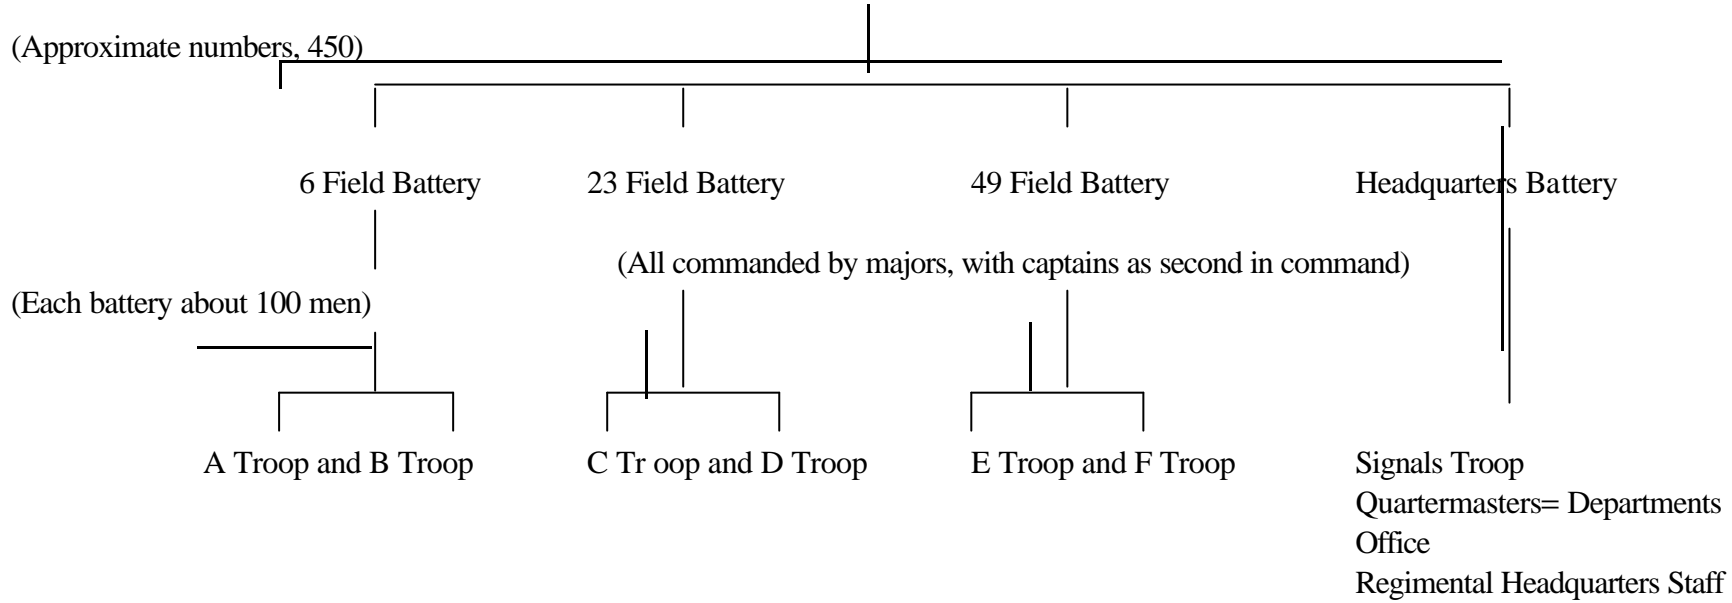 (Approximate numbers, 450)
6 Field Battery 23 Field Battery 49 Field Battery Headquarters Battery
(All commanded by majors, with captains as second in command)
(Each battery about 100 men)
A Troop and B Troop C Tr oop and D Troop E Troop and F Troop Signals Troop
Quartermasters= Departments
Office
Regimental Headquarters Staff